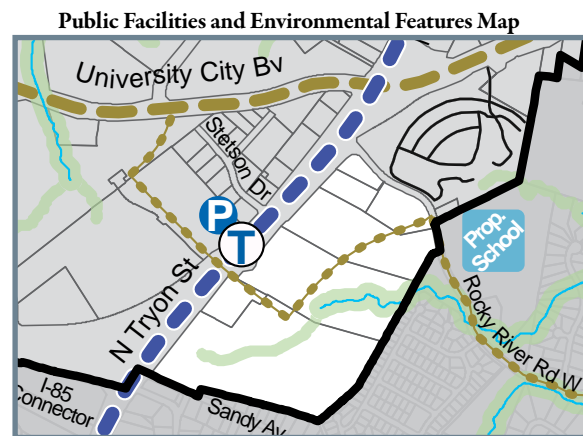 Public Facilities and Environmental Features Map
University City Bv
Stetson Dr
P
T
Prop.
School
N Tryon St
Rocky River Rd W
I-85
Connector
Sandy Av